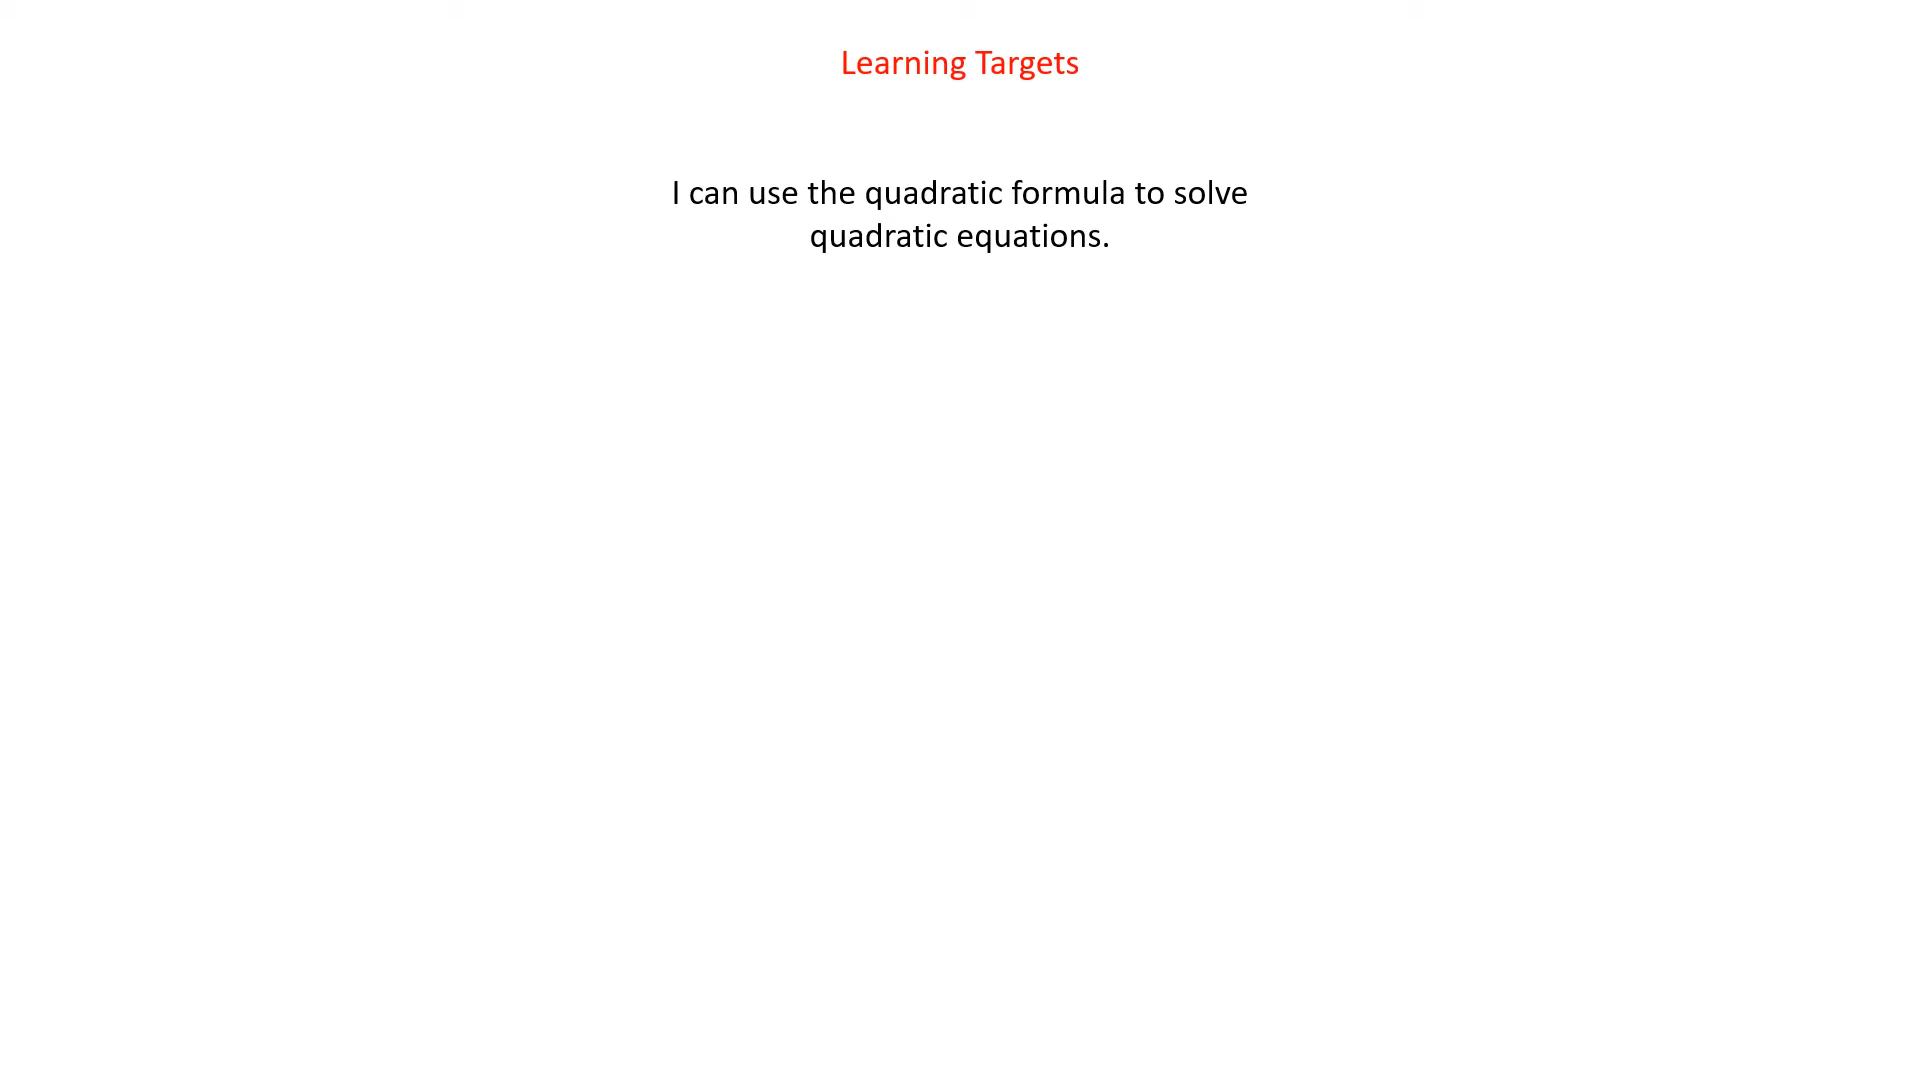 Learning Targets
I can use the quadratic formula to solve
quadratic equations.